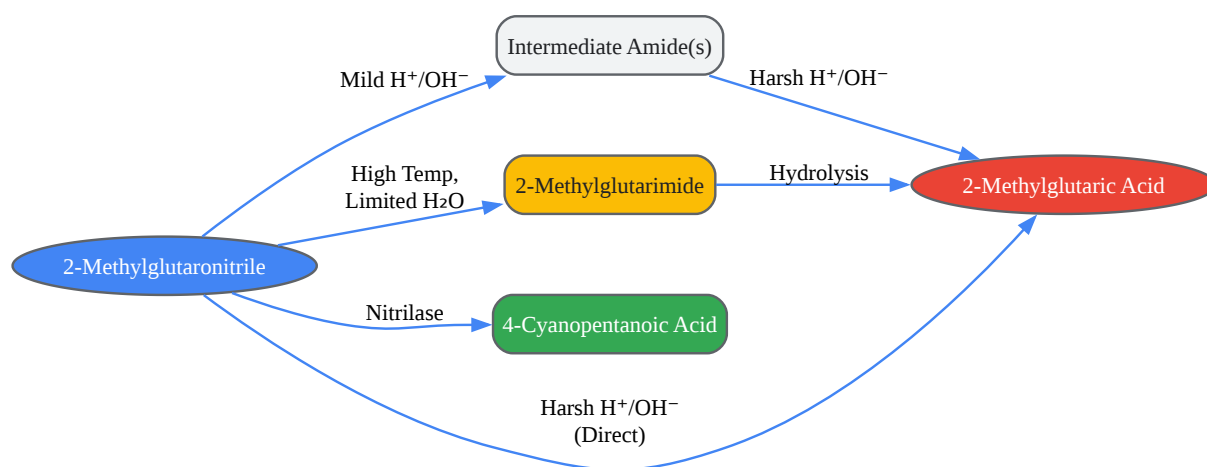 Intermediate Amide(s)
Mild H⁺/OH⁻
Harsh H⁺/OH⁻
High Temp,
Limited H₂O
2-Methylglutarimide
Hydrolysis
2-Methylglutaric Acid
2-Methylglutaronitrile
Nitrilase
4-Cyanopentanoic Acid
Harsh H⁺/OH⁻
(Direct)